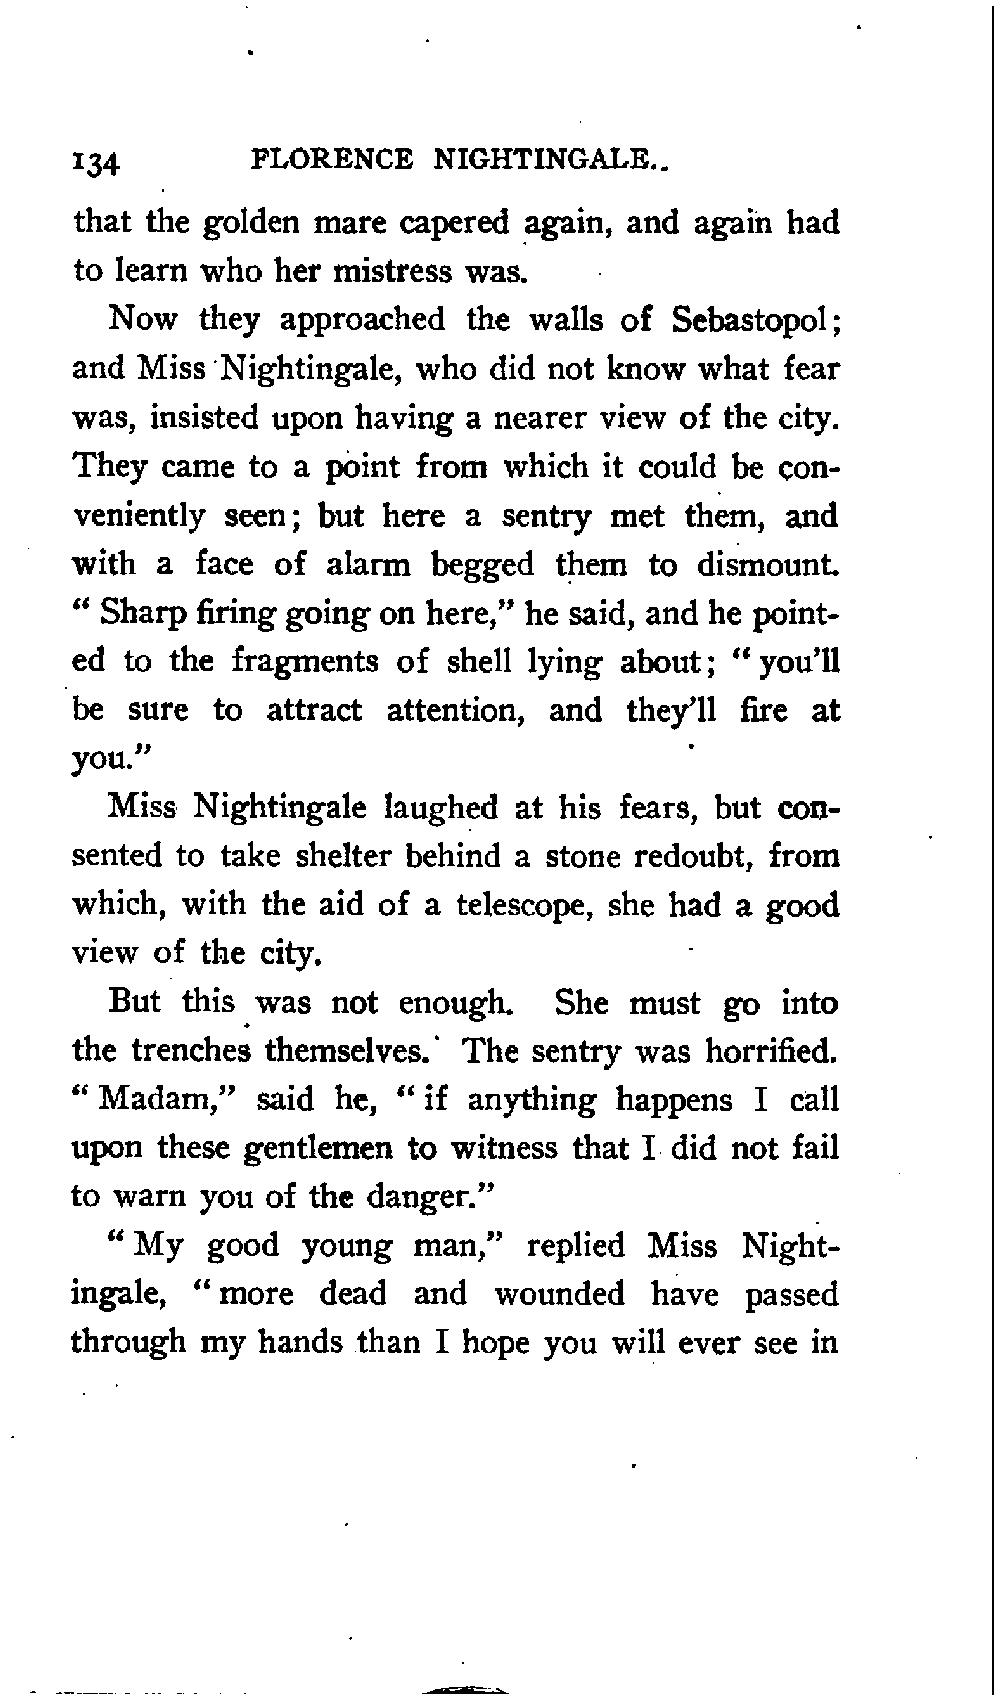 134 FLORENCE NIGHTINGALE..
that the golden mare capered again, and again had
to learn who her mistress was.
Now they approached the walls of Sebastopol;
and Miss Nightingale, who did not know what fear
was, insisted upon having a nearer view of the city.
They came to a point from which it could be con-
veniently seen; but here a sentry met them, and
with a face of alarm begged them to dismount.
" Sharp firing going on here," he said, and he point-
ed to the fragments of shell lying about; " you'll
be sure to attract attention, and they'll fire at
you."
Miss Nightingale laughed at his fears, but con-
sented to take shelter behind a stone redoubt, from
which, with the aid of a telescope, she had a good
view of the city.
But this was not enough. She must go into
the trenches themselves. The sentry was horrified.
" Madam," said he, " if anything happens I call
upon these gentlemen to witness that I did not fail
to warn you of the danger."
" My good young man," replied Miss Night-
ingale, " more dead and wounded have passed
through my hands than I hope you will ever see in